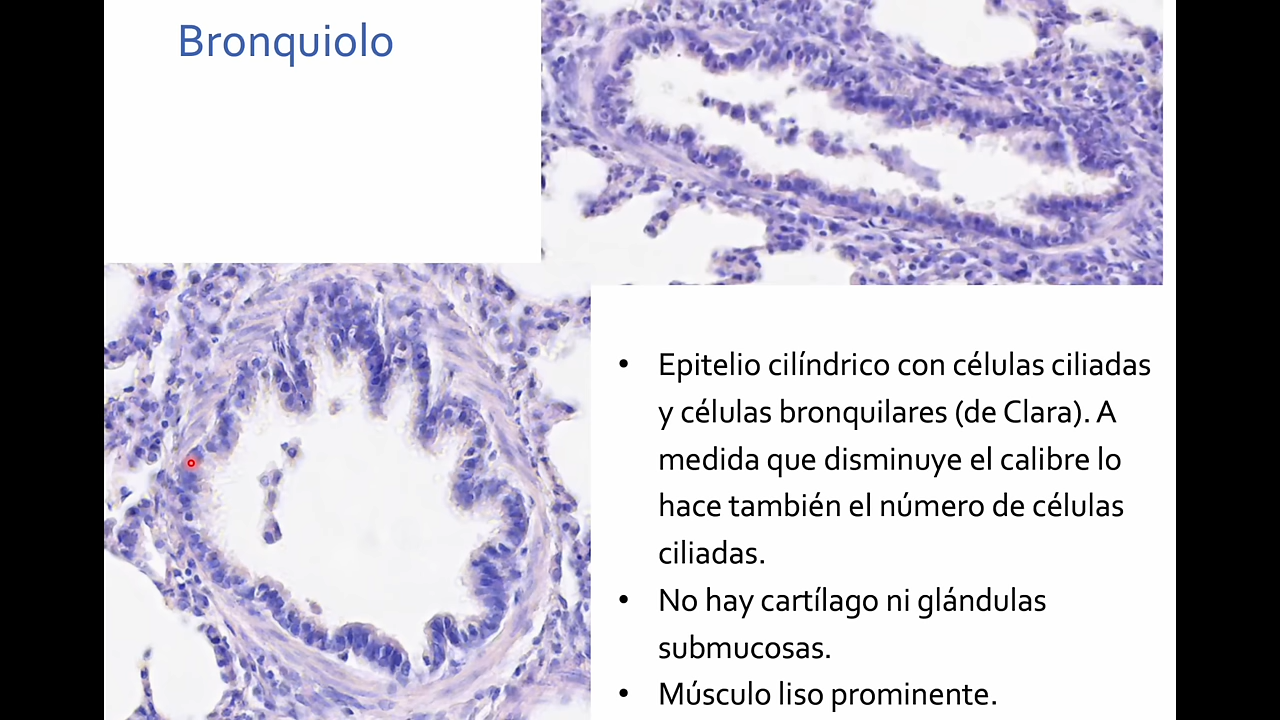 Bronquiolo
• Epitelio cilíndrico con células ciliadas
y células bronquilares (de Clara). A
medida que disminuye el calibre lo
hace también el número de células
ciliadas.
• No hay cartílago ni glándulas
submucosas.
• Músculo liso prominente.